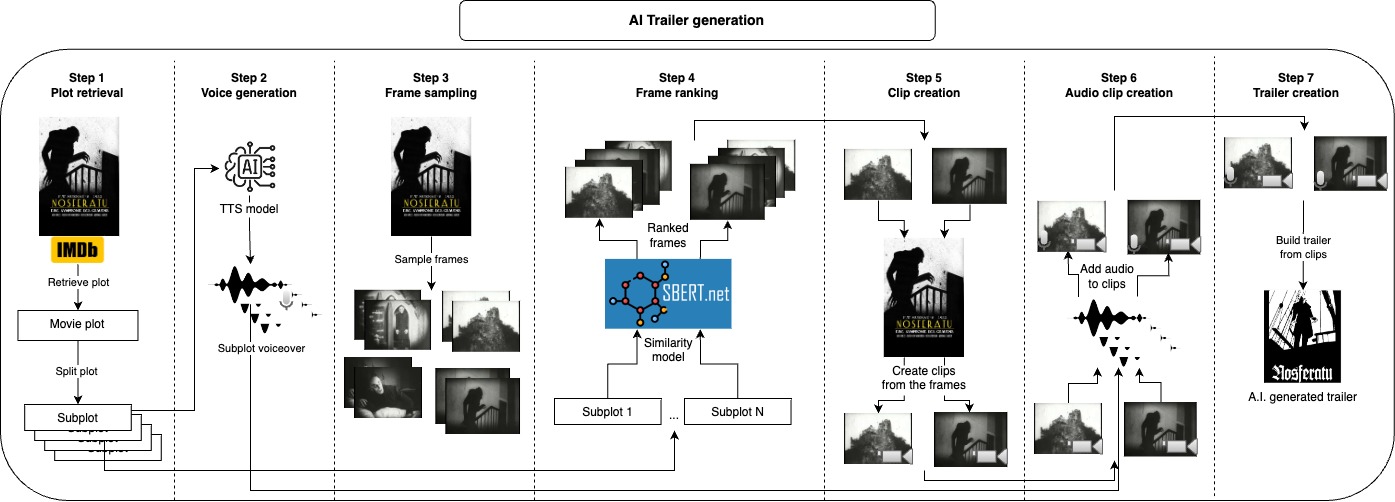 AI Trailer generation
Step 1
Plot retrieval
NOSFERATU
IMDb
Retrieve plot
Movie plot
Split plot
Subplot
Subplot
Subplot
Step 2
Voice generation
AI
TTS model
Subplot voiceover
Step 3
Frame sampling
NOSFERATU
Sample frames
Step 4
Frame ranking
Ranked
frames
SBERT.net
Similarity
model
Subplot 1
...
Subplot N
Step 5
Clip creation
NOSFERATU
Create clips
from the frames
Step 6
Audio clip creation
Add audio
to clips
Step 7
Trailer creation
Build trailer
from clips
Nosferatu
A.I. generated trailer